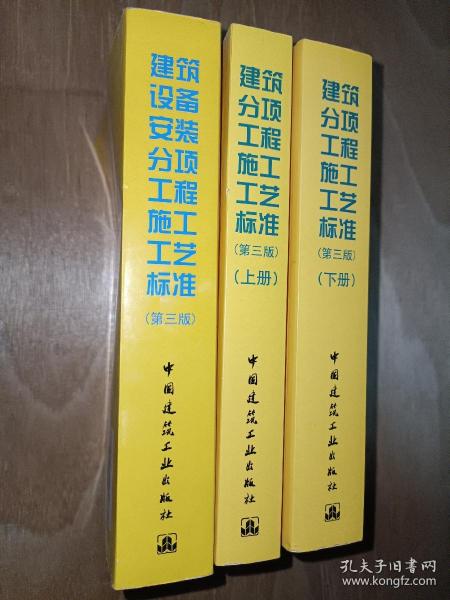 建筑
设备
安装
分项
工程
施工
工艺
标准
(第三版)
中国建筑工业出版社
建筑
分项
工程
施工
工艺
标准
(第三版)
(上册)
中国建筑工业出版社
建筑
分项
工程
施工
工艺
标准
(第三版)
(下册)
中国建筑工业出版社
孔夫子旧书网
www.kongfz.com